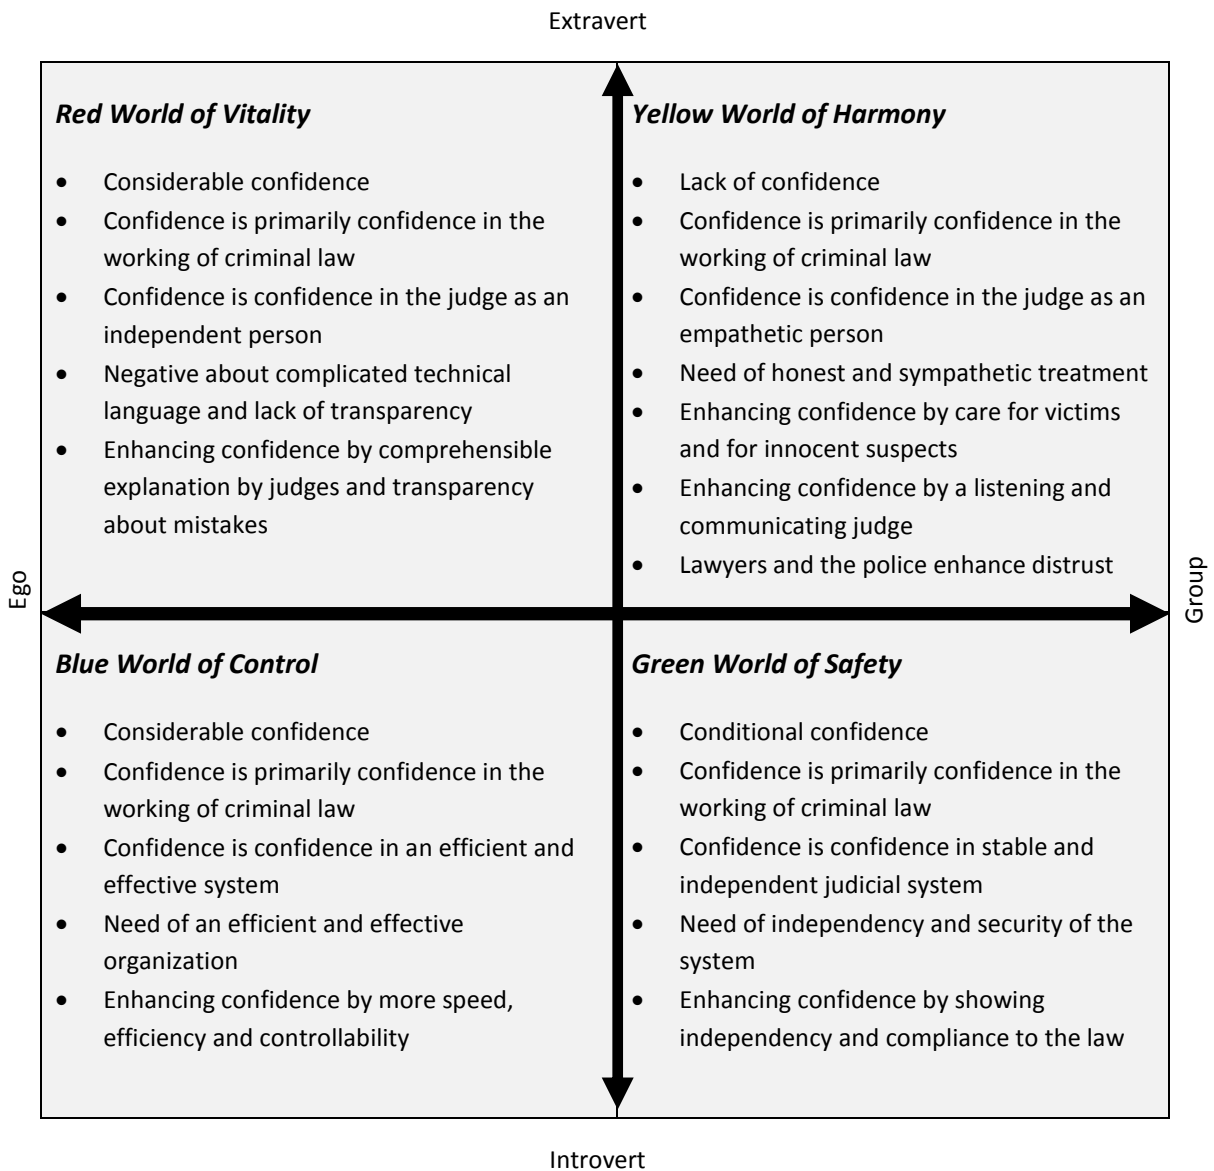 Extravert
Red World of Vitality
• Considerable confidence
• Confidence is primarily confidence in the
working of criminal law
• Confidence is confidence in the judge as an
independent person
• Negative about complicated technical
language and lack of transparency
• Enhancing confidence by comprehensible
explanation by judges and transparency
about mistakes
Yellow World of Harmony
• Lack of confidence
• Confidence is primarily confidence in the
working of criminal law
• Confidence is confidence in the judge as an
empathetic person
• Need of honest and sympathetic treatment
• Enhancing confidence by care for victims
and for innocent suspects
• Enhancing confidence by a listening and
communicating judge
• Lawyers and the police enhance distrust
Ego
Group
Blue World of Control
• Considerable confidence
• Confidence is primarily confidence in the
working of criminal law
• Confidence is confidence in an efficient and
effective system
• Need of an efficient and effective
organization
• Enhancing confidence by more speed,
efficiency and controllability
Green World of Safety
• Conditional confidence
• Confidence is primarily confidence in the
working of criminal law
• Confidence is confidence in stable and
independent judicial system
• Need of independency and security of the
system
• Enhancing confidence by showing
independency and compliance to the law
Introvert